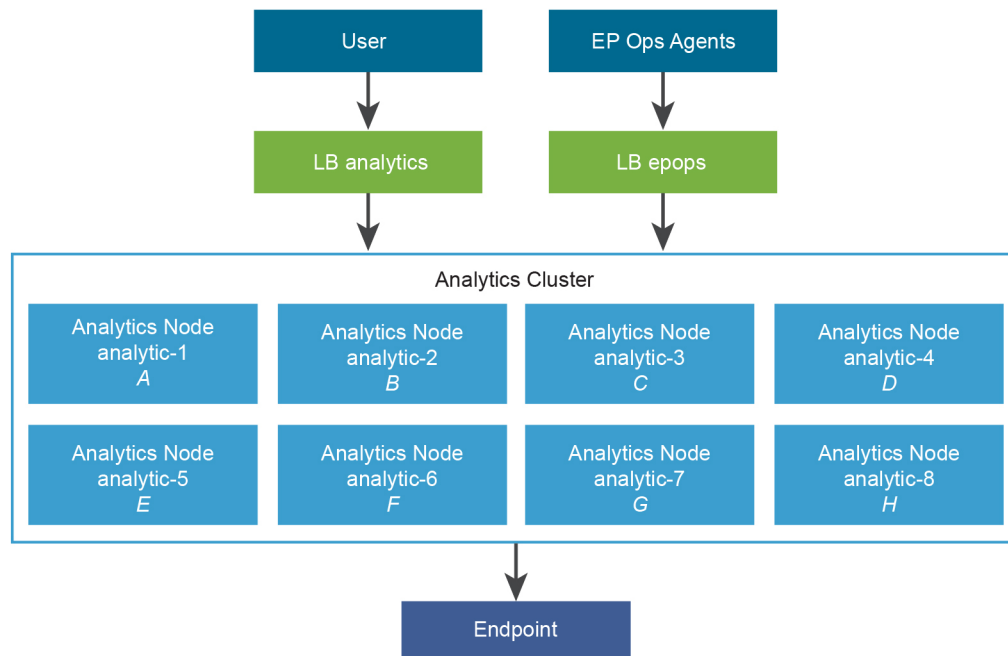 User
EP Ops Agents
LB analytics
LB epops
Analytics Cluster
Analytics Node
analytic-1
A
Analytics Node
analytic-2
B
Analytics Node
analytic-3
C
Analytics Node
analytic-4
D
Analytics Node
analytic-5
E
Analytics Node
analytic-6
F
Analytics Node
analytic-7
G
Analytics Node
analytic-8
H
Endpoint